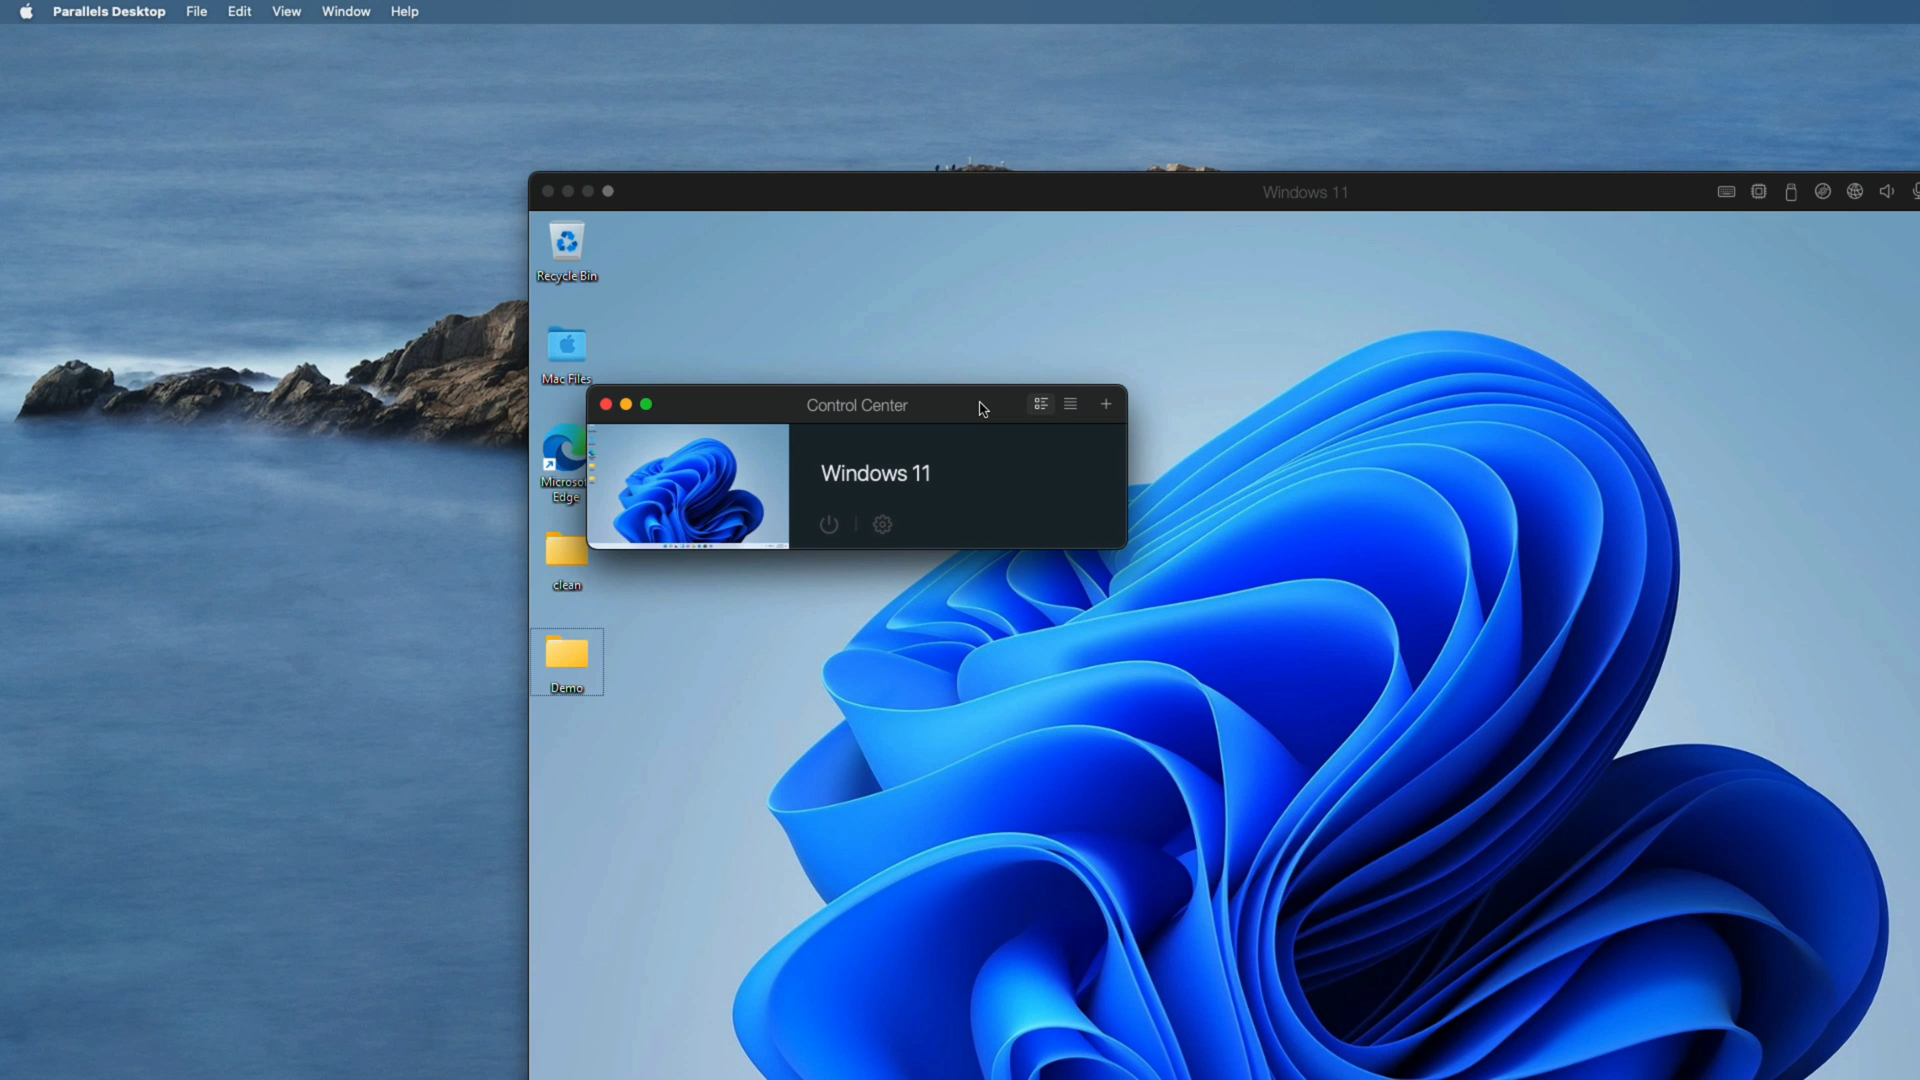 Parallels Desktop File Edit View Window Help
Windows 11
Recycle Bin
Mac Files
Control Center
Windows 11
Microsof
Edge
clean
Demo